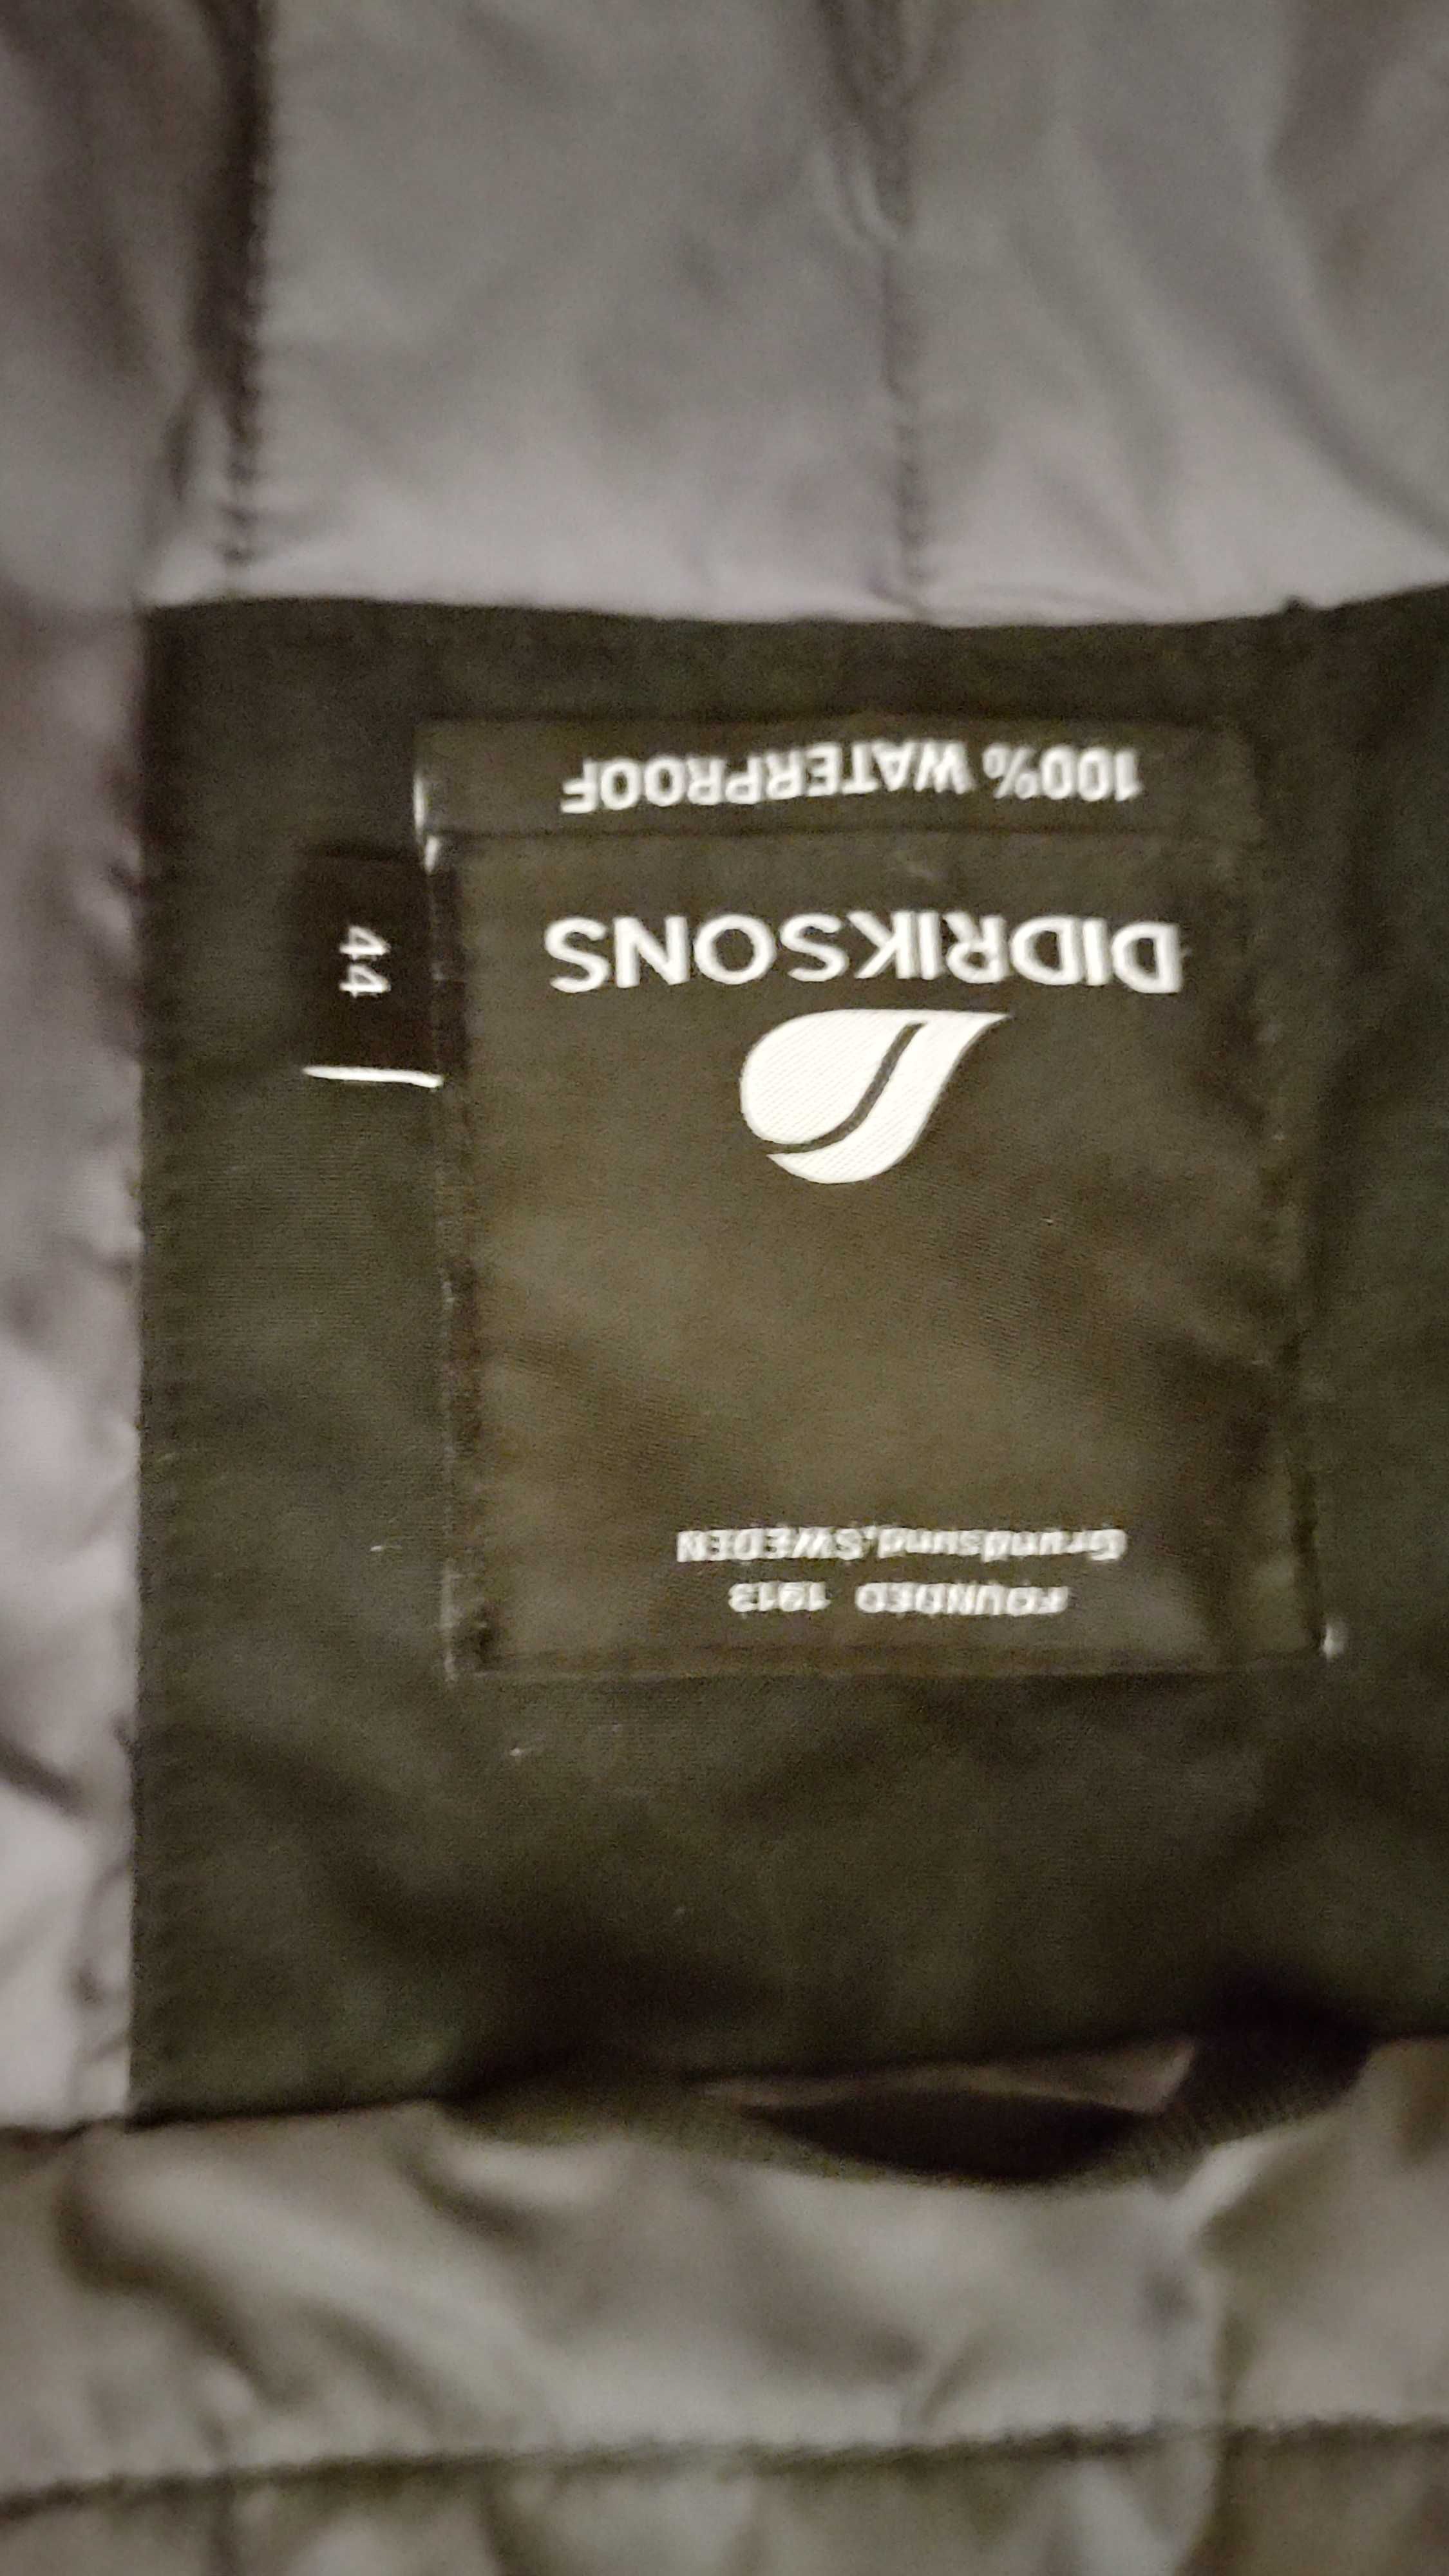 100% WATERPROOF
DIDRIKSONS
44
Grundsund,SWEDEN
FOUNDED 1913